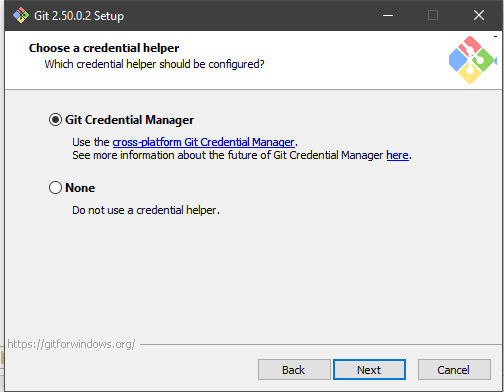 Git 2.50.0.2 Setup
Choose a credential helper
Which credential helper should be configured?
Git Credential Manager
Use the cross-platform Git Credential Manager.
See more information about the future of Git Credential Manager here.
None
Do not use a credential helper.
https://gitforwindows.org/
Back Next Cancel